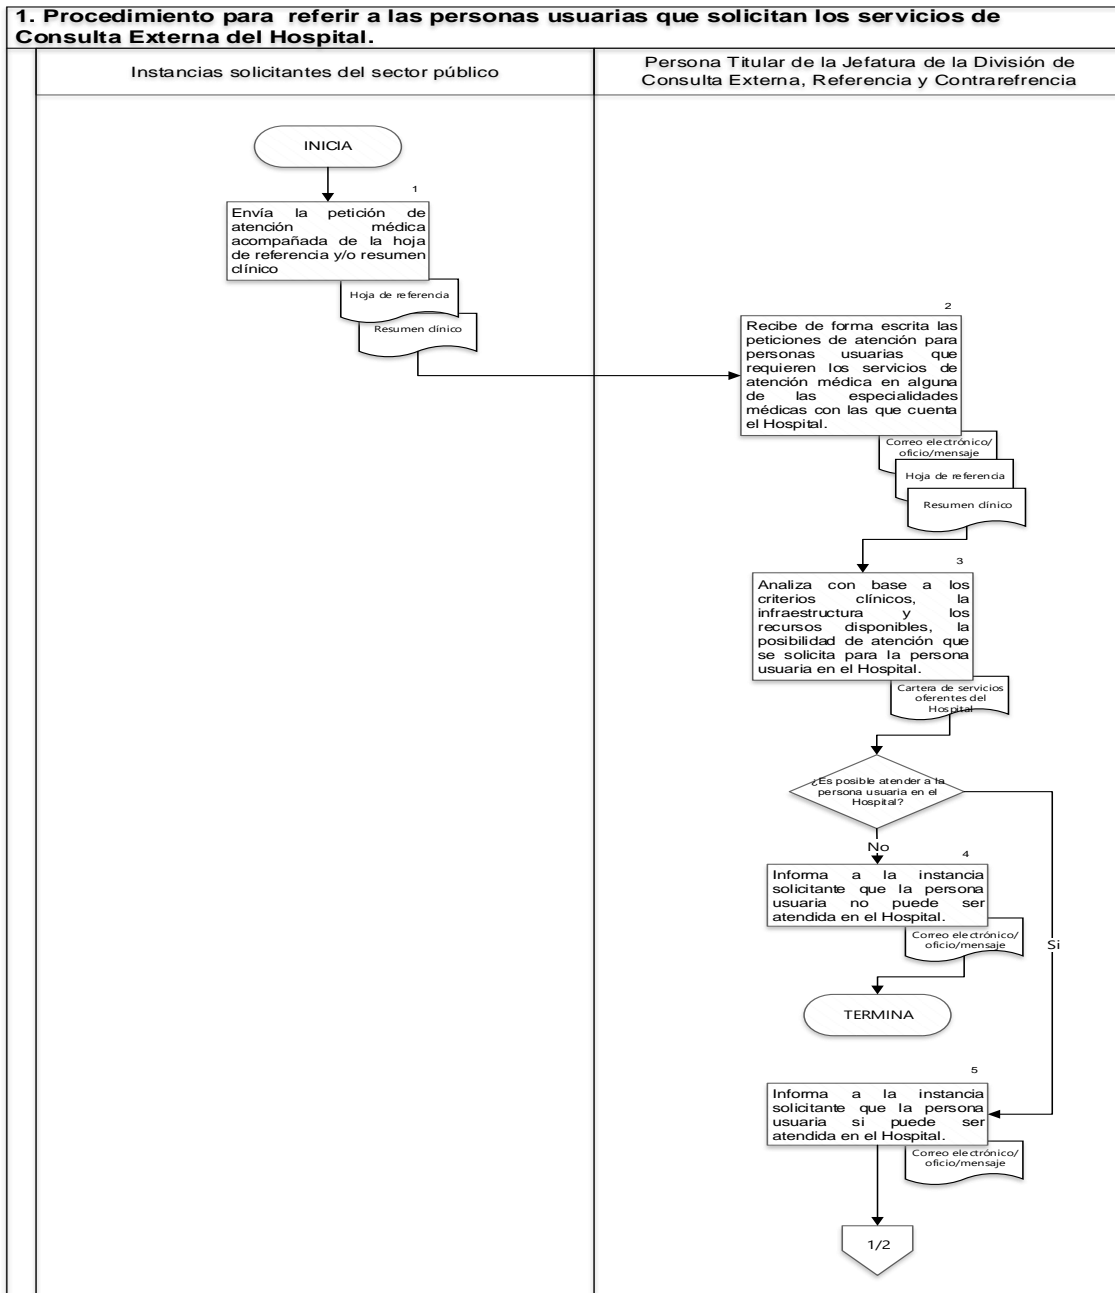 1. Procedimiento para referir a las personas usuarias que solicitan los servicios de
Consulta Externa del Hospital.
Instancias solicitantes del sector público
Persona Titular de la Jefatura de la División de
Consulta Externa, Referencia y Contrarefrencia
INICIA
1
Envía la petición de
atención médica
acompañada de la hoja
de referencia y/o resumen
clínico
Hoja de referencia
Resumen clínico
2
Recibe de forma escrita las
peticiones de atención para
personas usuarias que
requieren los servicios de
atención médica en alguna
de las especialidades
médicas con las que cuenta
el Hospital.
Correo electrónico/
oficio/mensaje
Hoja de referencia
Resumen clínico
3
Analiza con base a los
criterios clínicos, la
infraestructura y los
recursos disponibles, la
posibilidad de atención que
se solicita para la persona
usuaria en el Hospital.
Cartera de servicios
oferentes del
Hospital
¿Es posible atender a la
persona usuaria en el
Hospital?
No
4
Informa a la instancia
solicitante que la persona
usuaria no puede ser
atendida en el Hospital.
Correo electrónico/
oficio/mensaje
Si
TERMINA
5
Informa a la instancia
solicitante que la persona
usuaria si puede ser
atendida en el Hospital.
Correo electrónico/
oficio/mensaje
1/2